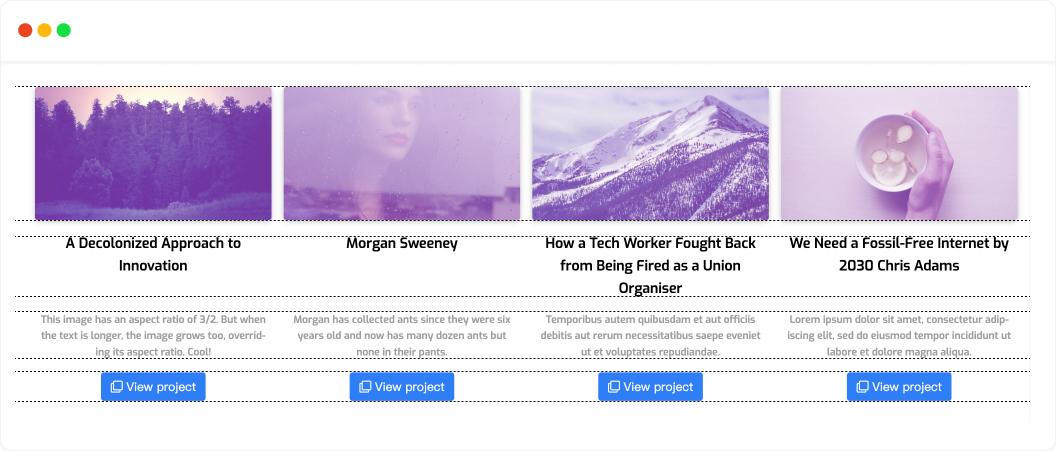 A Decolonized Approach to
Innovation
Morgan Sweeney
How a Tech Worker Fought Back
from Being Fired as a Union
Organiser
We Need a Fossil-Free Internet by
2030 Chris Adams
This image has an aspect ratio of 3/2. But when
the text is longer, the image grows too, overrid-
ing its aspect ratio. Cool!
Morgan has collected ants since they were six
years old and now has many dozen ants but
none in their pants.
Temporibus autem quibusdam et aut officiis
debitis aut rerum necessitatibus saepe eveniet
ut et voluptates repudiandae.
Lorem ipsum dolor sit amet, consectetur adip-
iscing elit, sed do eiusmod tempor incididunt ut
labore et dolore magna aliqua.
View project
View project
View project
View project